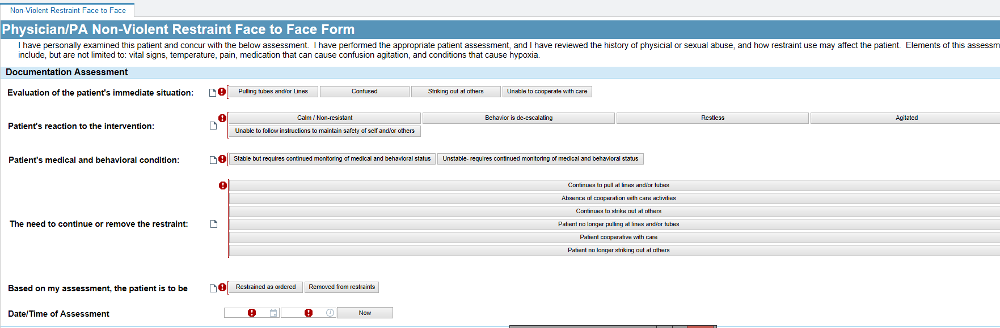 Non-Violent Restraint Face to Face
Physician/PA Non-Violent Restraint Face to Face Form
I have personally examined this patient and concur with the below assessment.  I have performed the appropriate patient assessment, and I have reviewed the history of physicial or sexual abuse, and how restraint use may affect the patient.  Elements of this assessm
include, but are not limited to: vital signs, temperature, pain, medication that can cause confusion agitation, and conditions that cause hypoxia.
Documentation Assessment
Evaluation of the patient's immediate situation: Pulling tubes and/or Lines Confused Striking out at others Unable to cooperate with care
Calm / Non-resistant Behavior is de-escalating Restless Agitated
Patient's reaction to the intervention:
Unable to follow instructions to maintain safety of self and/or others
Patient's medical and behavioral condition: Stable but requires continued monitoring of medical and behavioral status Unstable- requires continued monitoring of medical and behavioral status
Continues to pull at lines and/or tubes
Absence of cooperation with care activities
Continues to strike out at others
The need to continue or remove the restraint: Patient no longer pulling at lines and/or tubes
Patient cooperative with care
Patient no longer striking out at others
Based on my assessment, the patient is to be Restrained as ordered Removed from restraints
Date/Time of Assessment Now